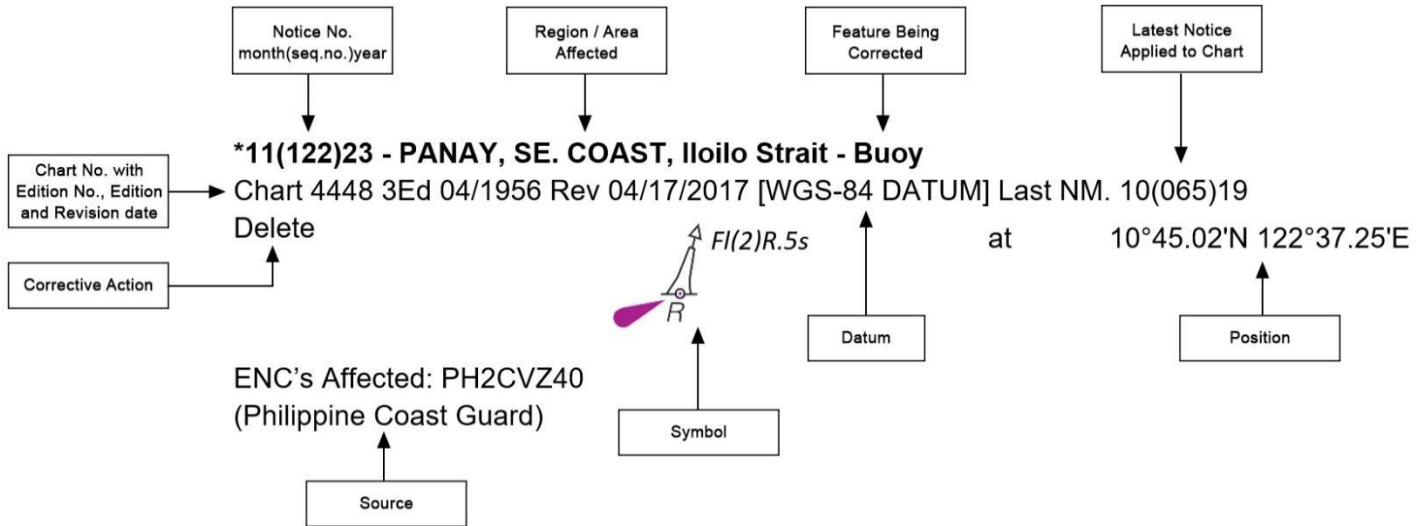 Notice No.
month(seq.no.)year
Region / Area
Affected
Feature Being
Corrected
Latest Notice
Applied to Chart
*11(122)23 - PANAY, SE. COAST, Iloilo Strait - Buoy
Chart No. with
Edition No., Edition
and Revision date
Chart 4448 3Ed 04/1956 Rev 04/17/2017 [WGS-84 DATUM] Last NM. 10(065)19
Delete
Fl(2)R.5s
at
10°45.02'N 122°37.25'E
Corrective Action
R
Datum
Position
ENC's Affected: PH2CVZ40
(Philippine Coast Guard)
Symbol
Source